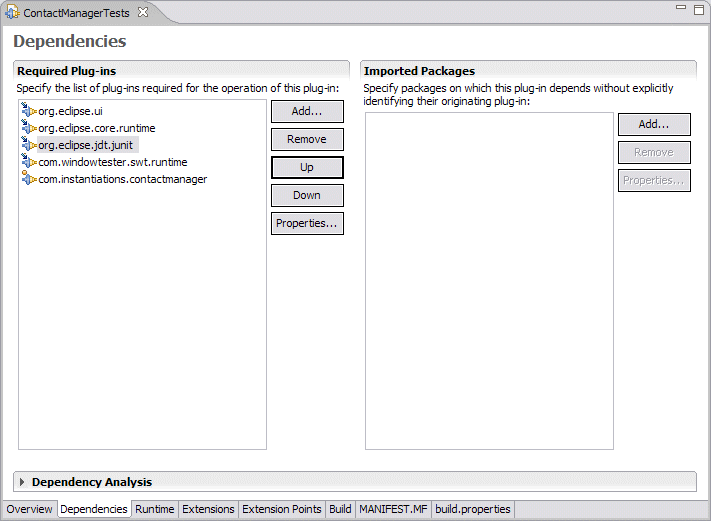 ContactManagerTests
Dependencies
Required Plug-ins
Specify the list of plug-ins required for the operation of this plug-in:
org.eclipse.ui
org.eclipse.core.runtime
org.eclipse.jdt.junit
com.windowtester.swt.runtime
com.instantiations.contactmanager
Add...
Remove
Up
Down
Properties...
Imported Packages
Specify packages on which this plug-in depends without explicitly
identifying their originating plug-in:
Add...
Remove
Properties...
Dependency Analysis
Overview Dependencies Runtime Extensions Extension Points Build MANIFEST.MF build.properties